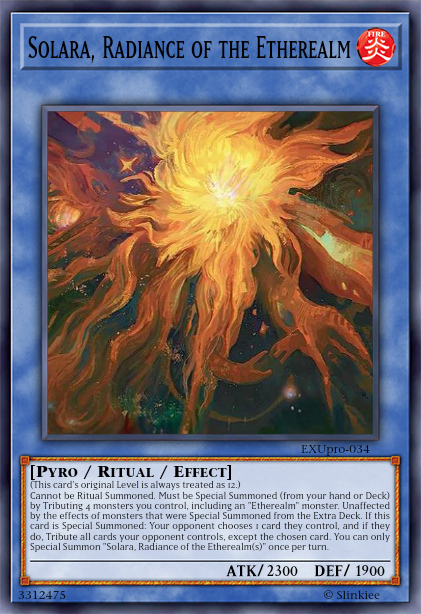 Solara, Radiance of the Etherealm
FIRE
炎
EXUpro-034
[Pyro / Ritual / Effect]
(This card's original Level is always treated as 12.)
Cannot be Ritual Summoned. Must be Special Summoned (from your hand or Deck)
by Tributing 4 monsters you control, including an "Etherealm" monster. Unaffected
by the effects of monsters that were Special Summoned from the Extra Deck. If this
card is Special Summoned: Your opponent chooses 1 card they control, and if they
do, Tribute all cards your opponent controls, except the chosen card. You can only
Special Summon "Solara, Radiance of the Etherealm(s)" once per turn.
ATK/ 2300 DEF/ 1900
3312475 © Slinkiee